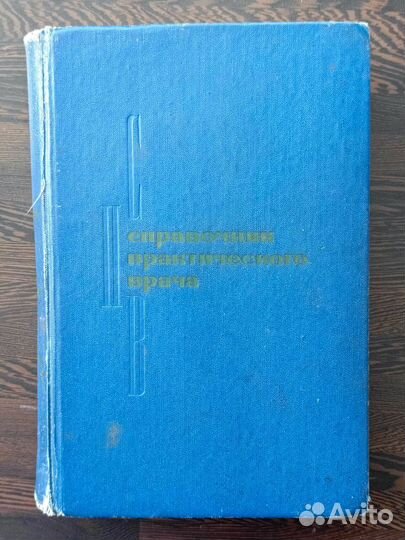 С
П
В
справочник
практического
врача
Avito